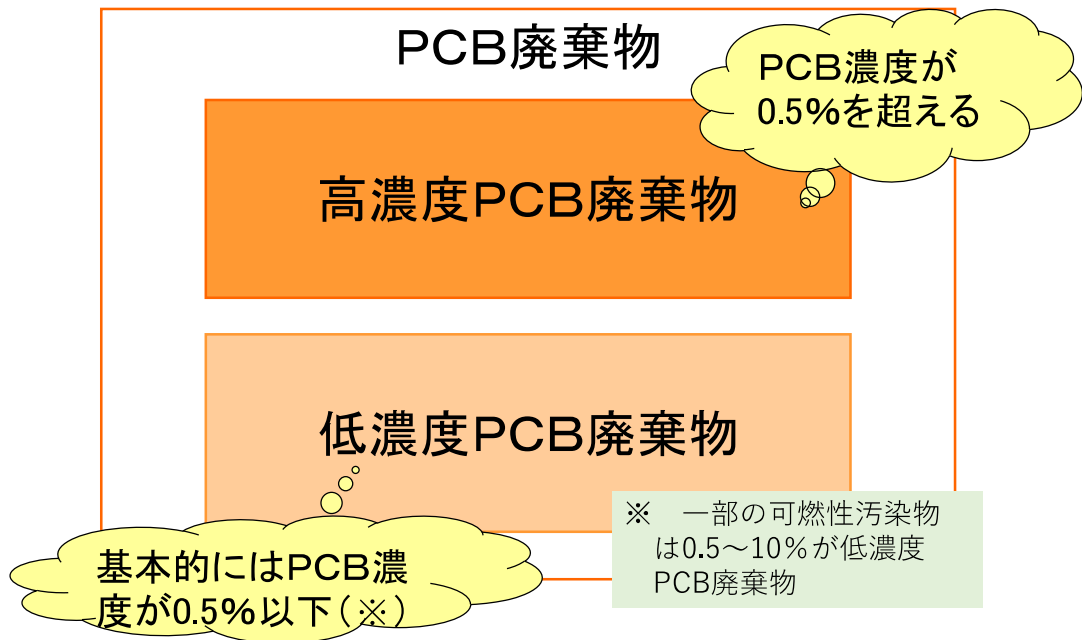 PCB廃棄物
PCB濃度が
0.5%を超える
高濃度PCB廃棄物
低濃度PCB廃棄物
基本的にはPCB濃
度が0.5%以下(※)
※　一部の可燃性汚染物
は0.5～10%が低濃度
PCB廃棄物